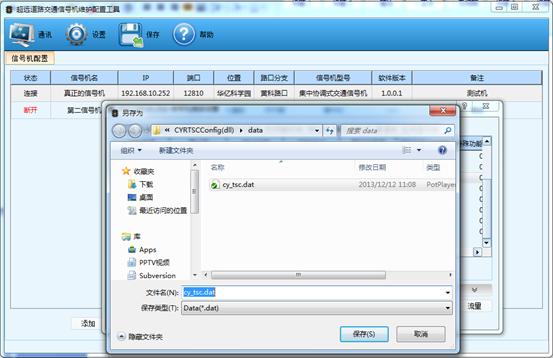 超远道路交通信号机维护配置工具
通讯 设置 保存 帮助
信号机配置
状态 信号机名 IP 端口 位置 路口分支 信号机型号 软件版本 备注
连接 真正的信号机 192.168.10.252 12810 华亿科学园 黄科路口 集中协调式交通信号机 1.0.0.1 测试机
断开 第二信号机
另存为
« CYRTSCConfig(dll) ▸ data 搜索 data
组织 新建文件夹
收藏夹
下载
桌面
最近访问的位置
库
Apps
PPTV视频
Subversion
名称 修改日期 类型
cy_tsc.dat 2013/12/12 11:08 PotPlaye
文件名(N): cy_tsc.dat
保存类型(T): Data(*.dat)
隐藏文件夹 保存(S) 取消
殊功能
流量
添加